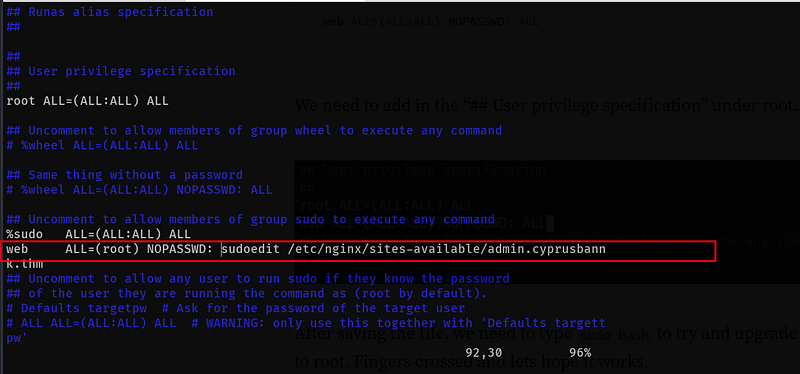 ## Runas alias specification
##
web ALL=(ALL:ALL) NOPASSWD: ALL
##
## User privilege specification
##
root ALL=(ALL:ALL) ALL
We need to add in the “## User privilege specification” under root.
## Uncomment to allow members of group wheel to execute any command
# %wheel ALL=(ALL:ALL) ALL
## User privilege specification
##
root ALL=(ALL:ALL) ALL
## Same thing without a password
# %wheel ALL=(ALL:ALL) NOPASSWD: ALL
ALL
## Uncomment to allow members of group sudo to execute any command
%sudo ALL=(ALL:ALL) ALL
web ALL=(root) NOPASSWD: sudoedit /etc/nginx/sites-available/admin.cyprusbann
k.thm
## Uncomment to allow any user to run sudo if they know the password
## of the user they are running the command as (root by default).
# Defaults targetpw # Ask for the password of the target user
# ALL ALL=(ALL:ALL) ALL # WARNING: only use this together with 'Defaults targett
pw'
After saving the file, we need to type sudo bash to try and upgrade
to root. Fingers crossed and lets hope it works.
92,30 96%